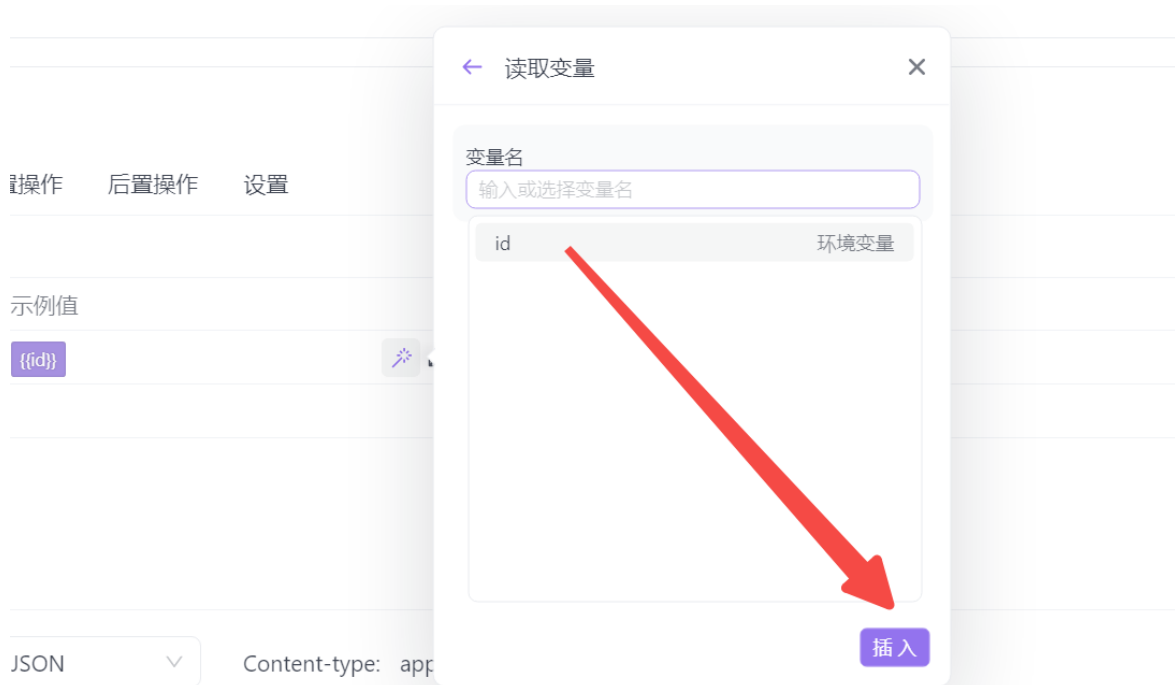 读取变量
变量名
输入或选择变量名
置操作 后置操作 设置
id 环境变量
示例值
{{id}}
插入
JSON Content-type: app